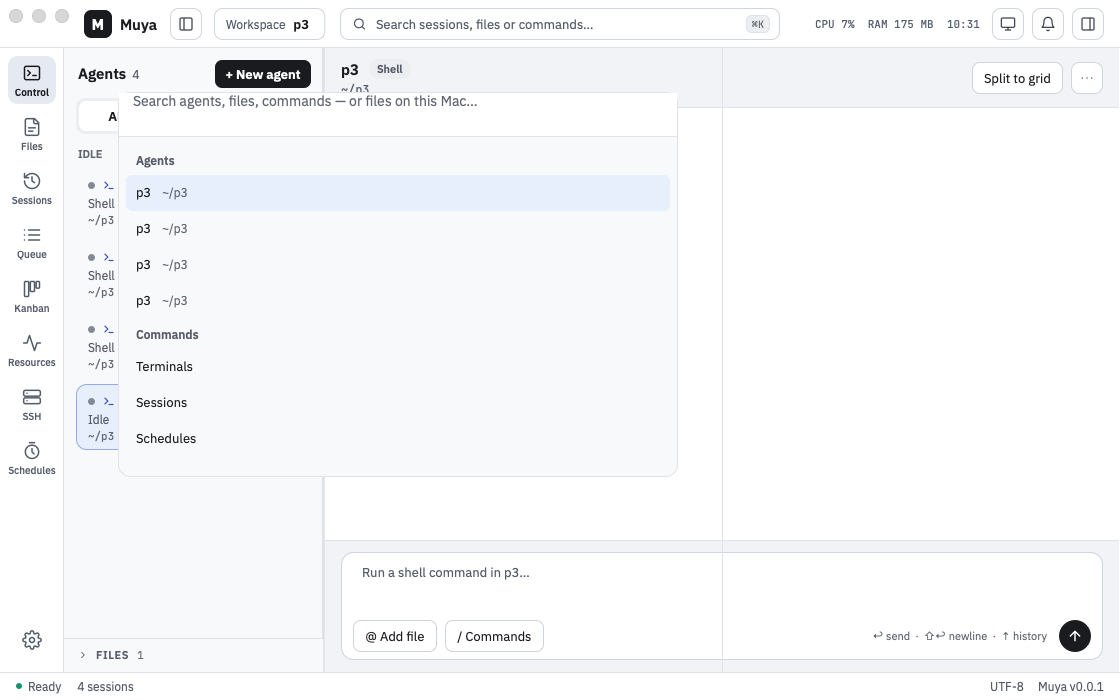 M Muya
Workspace p3
Search sessions, files or commands...
⌘K
CPU 7% RAM 175 MB 10:31
Control
Files
Sessions
Queue
Kanban
Resources
SSH
Schedules
Agents 4
+ New agent
A
IDLE
Shell
~/p3
Shell
~/p3
Shell
~/p3
Idle
~/p3
> FILES 1
p3 Shell
~/p3
Split to grid
...
Search agents, files, commands — or files on this Mac...
Agents
p3 ~/p3
p3 ~/p3
p3 ~/p3
p3 ~/p3
Commands
Terminals
Sessions
Schedules
Run a shell command in p3...
@ Add file
/ Commands
↩ send · ⇧↩ newline · ↑ history
Ready 4 sessions
UTF-8 Muya v0.0.1